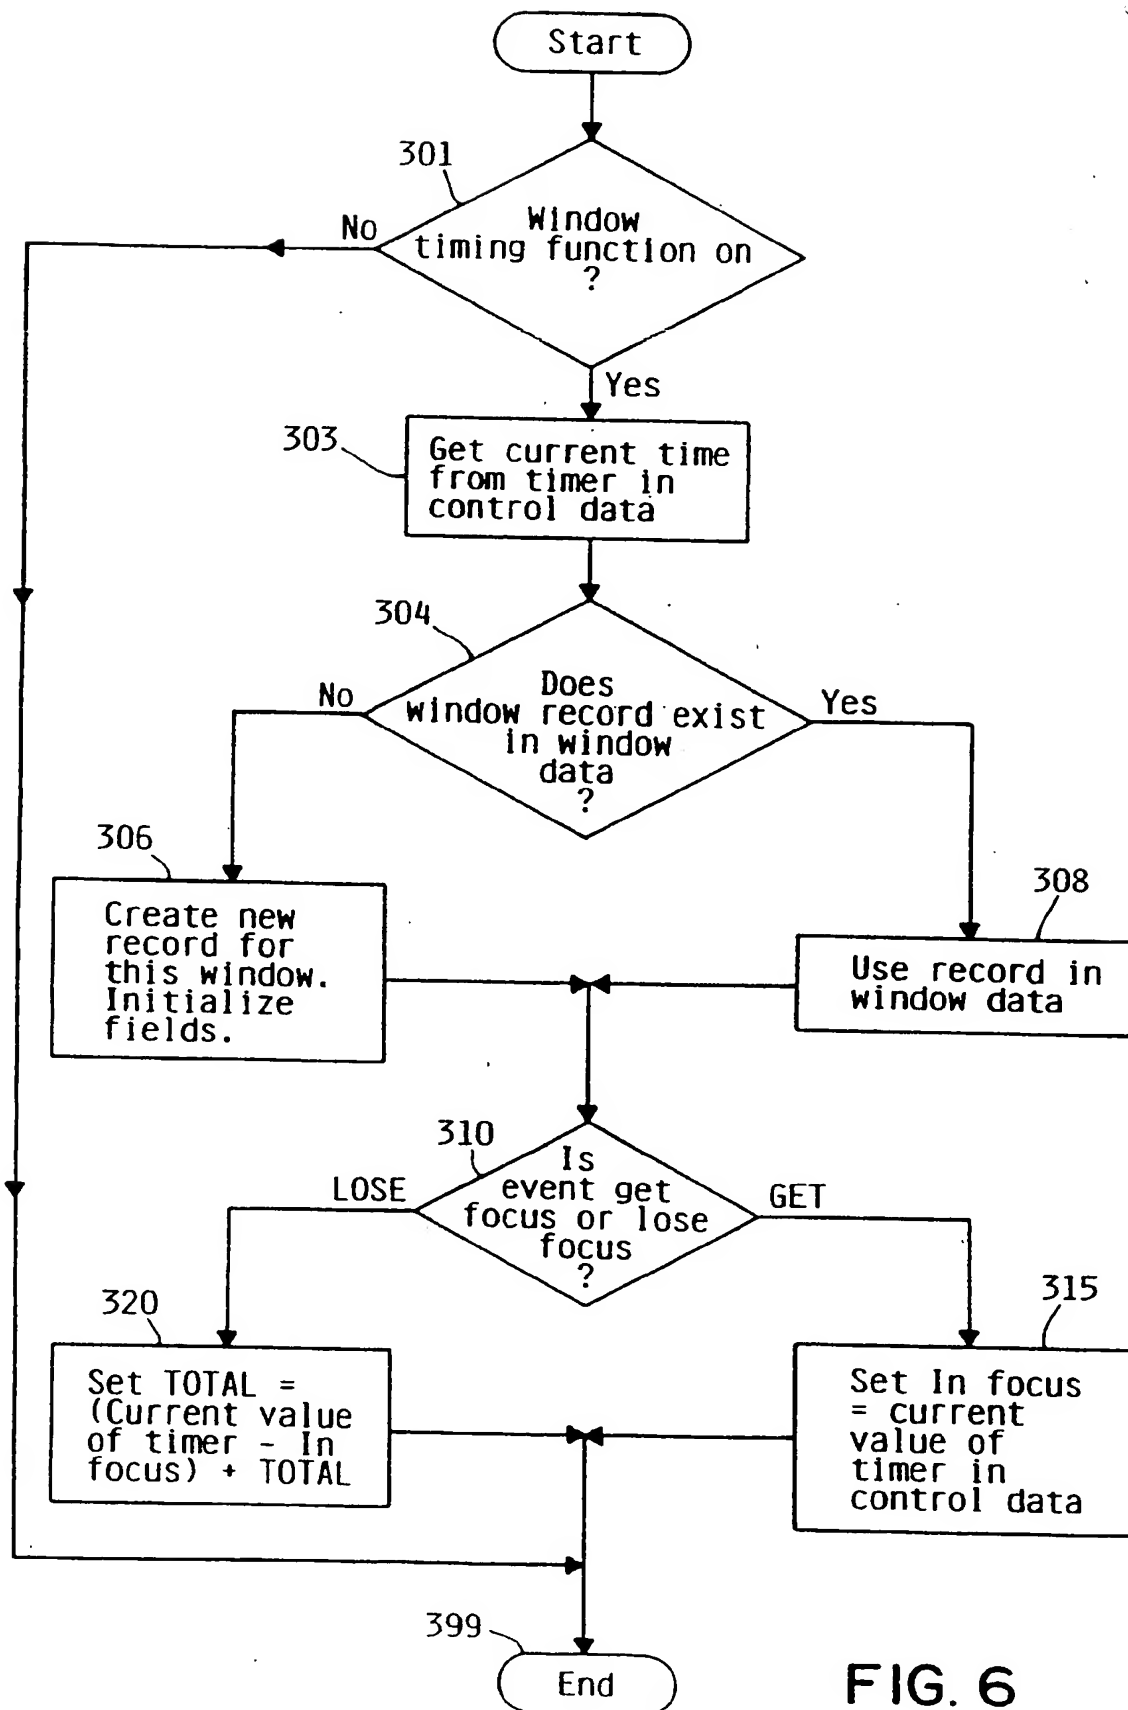 Start
301
Window
timing function on
?
No
Yes
303
Get current time
from timer in
control data
304
Does
window record exist
in window
data
?
No
Yes
306
Create new
record for
this window.
Initialize
fields.
308
Use record in
window data
310
Is
event get
focus or lose
focus
?
LOSE
GET
320
Set TOTAL =
(Current value
of timer - In
focus) + TOTAL
315
Set In focus
= current
value of
timer in
control data
399
End
FIG. 6